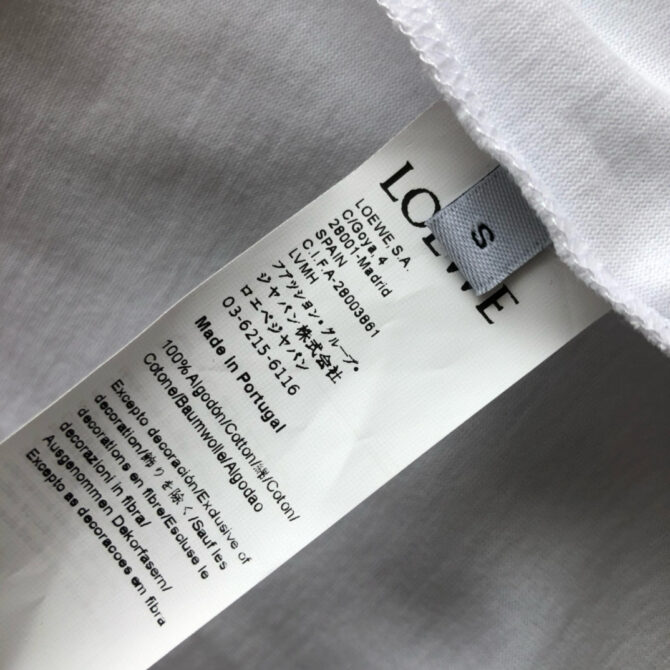 LOEWE
S
LOEWE, S.A.
C/Goya, 4
28001-Madrid
SPAIN
C.I.F.A-28003861
LVMH
フアツション・グループ・
ジャパン株式会社
ロエベジャパン
03-6215-6116
Made In Portugal
100%Algodón/Cotton/綿/Coton/
Cotone/Baumwolle/Algodao
Excepto decoración/Exclusive of
decoration/飾りを除く/Sauf les
decorations en fibre/Escluse le
decorazioni in fibra/
Ausgenommen Dekorfasern/
Excepto as decoracoes em fibra